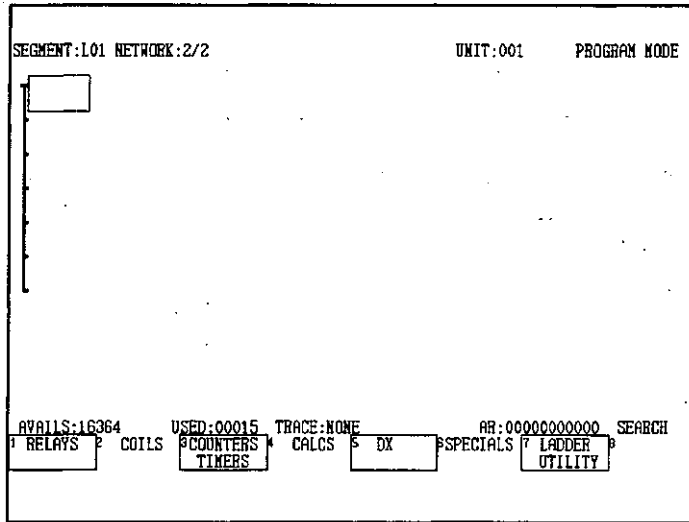 SEGMENT:L01 NETWORK:2/2 UNIT:001 PROGRAM MODE
AVAILS:16364 USED:00015 TRACE:NONE AR:00000000000 SEARCH
1 RELAYS 2 COILS 3 COUNTERS 4 CALCS 5 DX 6 SPECIALS 7 LADDER 8
TIMERS UTILITY